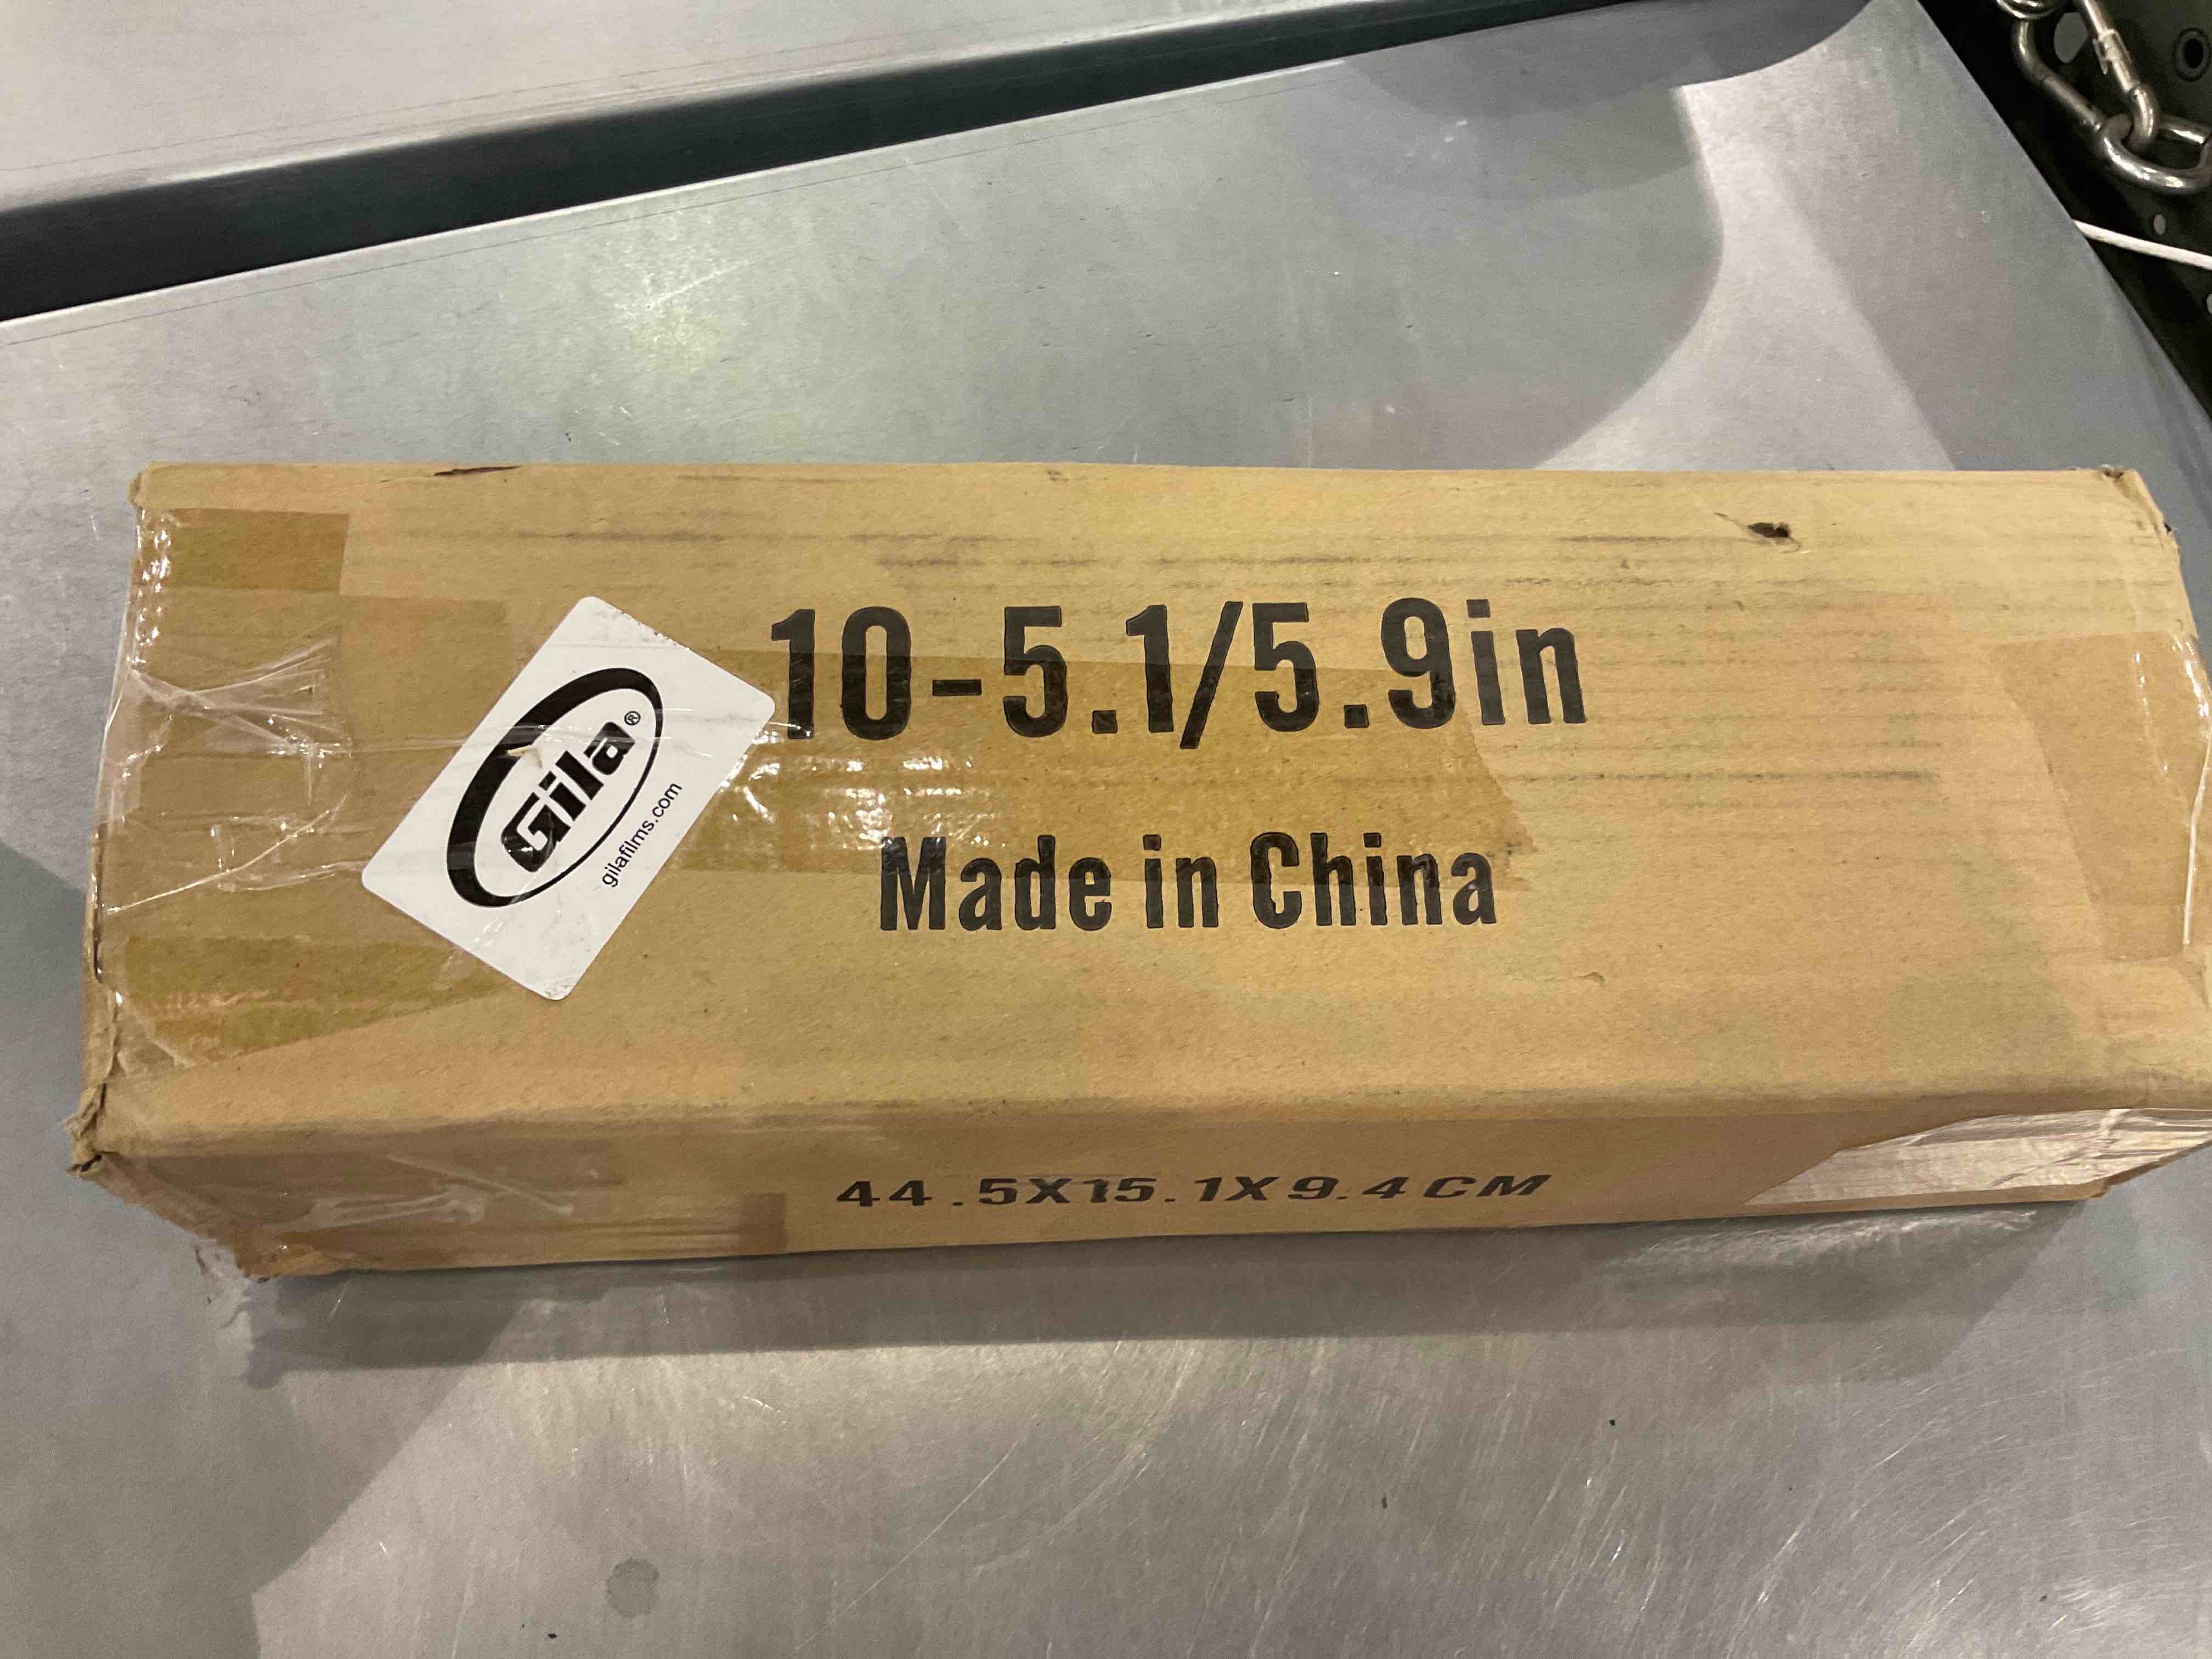 10-5.1/5.9in
Made in China
Gila®
gilafilms.com
44.5X15.1X9.4CM